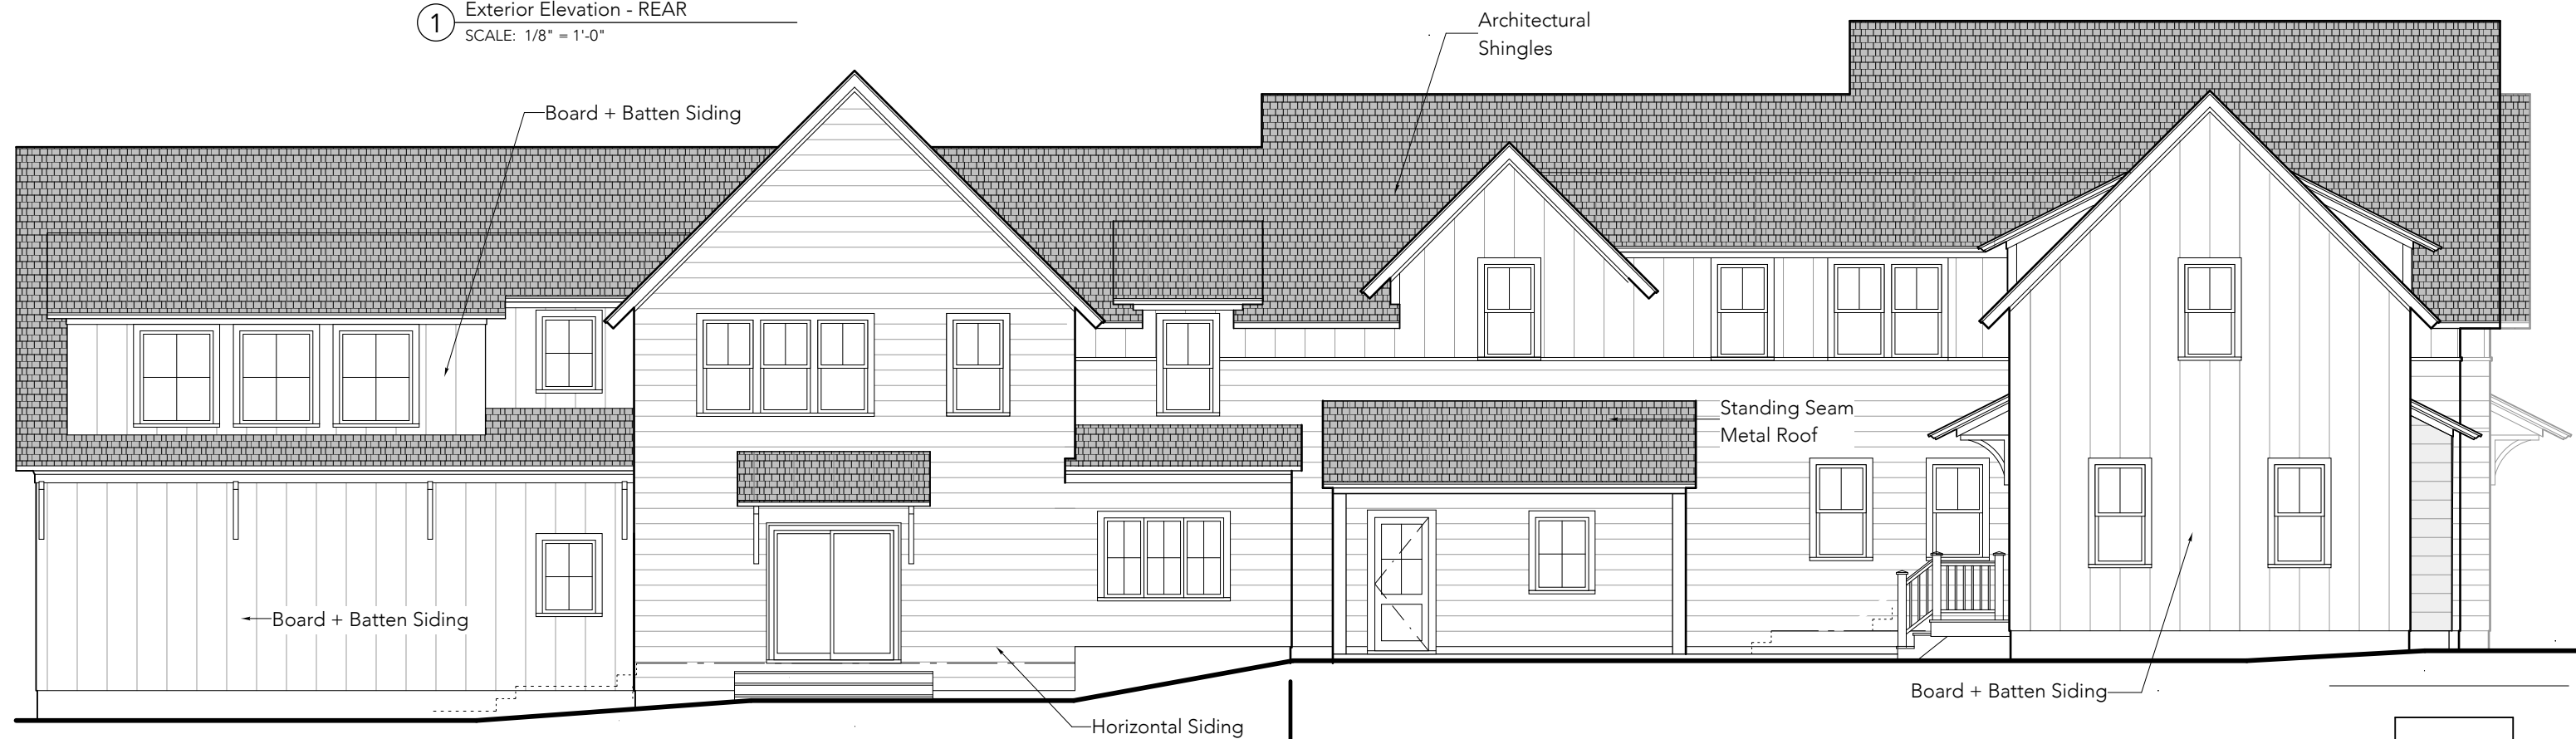 1
Exterior Elevation - REAR
SCALE: 1/8" = 1'-0"
Architectural
Shingles
Board + Batten Siding
Standing Seam
Metal Roof
Board + Batten Siding
Board + Batten Siding
Horizontal Siding